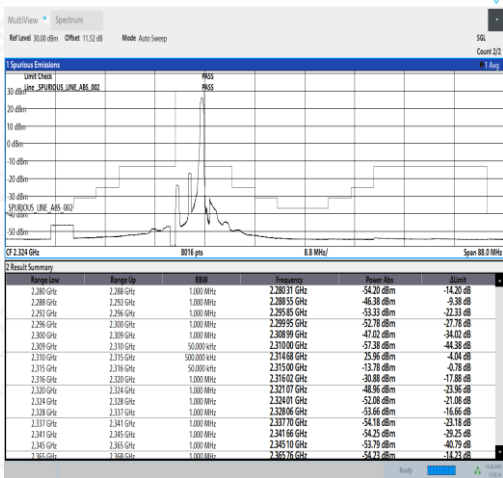 MultiView Spectrum
Ref Level 30.00 dBm Offset 11.52 dB Mode Auto Sweep SGL
Count 2/2
1 Spurious Emissions 1 Avg
Limit Check PASS
30 dBm Line _SPURIOUS_LINE_ABS_002 PASS
20 dBm
10 dBm
0 dBm
-10 dBm
-20 dBm
-30 dBm
_SPURIOUS_LINE_ABS_002
-40 dBm
-50 dBm
CF 2.324 GHz 8016 pts 8.8 MHz/ Span 88.0 MHz
2 Result Summary
Range Low Range Up RBW Frequency Power Abs ΔLimit
2.280 GHz 2.288 GHz 1.000 MHz 2.28031 GHz -54.20 dBm -14.20 dB
2.288 GHz 2.292 GHz 1.000 MHz 2.28855 GHz -46.38 dBm -9.38 dB
2.292 GHz 2.296 GHz 1.000 MHz 2.29585 GHz -53.33 dBm -22.33 dB
2.296 GHz 2.300 GHz 1.000 MHz 2.29995 GHz -52.78 dBm -27.78 dB
2.300 GHz 2.309 GHz 1.000 MHz 2.30899 GHz -47.02 dBm -34.02 dB
2.309 GHz 2.310 GHz 50.000 kHz 2.31000 GHz -57.38 dBm -44.38 dB
2.310 GHz 2.315 GHz 500.000 kHz 2.31468 GHz 25.96 dBm -4.04 dB
2.315 GHz 2.316 GHz 50.000 kHz 2.31500 GHz -13.78 dBm -0.78 dB
2.316 GHz 2.320 GHz 1.000 MHz 2.31602 GHz -30.88 dBm -17.88 dB
2.320 GHz 2.324 GHz 1.000 MHz 2.32107 GHz -48.96 dBm -23.96 dB
2.324 GHz 2.328 GHz 1.000 MHz 2.32401 GHz -52.08 dBm -21.08 dB
2.328 GHz 2.337 GHz 1.000 MHz 2.32806 GHz -53.66 dBm -16.66 dB
2.337 GHz 2.341 GHz 1.000 MHz 2.33770 GHz -54.18 dBm -23.18 dB
2.341 GHz 2.345 GHz 1.000 MHz 2.34166 GHz -54.25 dBm -29.25 dB
2.345 GHz 2.365 GHz 1.000 MHz 2.34510 GHz -53.79 dBm -40.79 dB
2.365 GHz 2.368 GHz 1.000 MHz 2.36576 GHz -54.23 dBm -14.23 dB
Ready